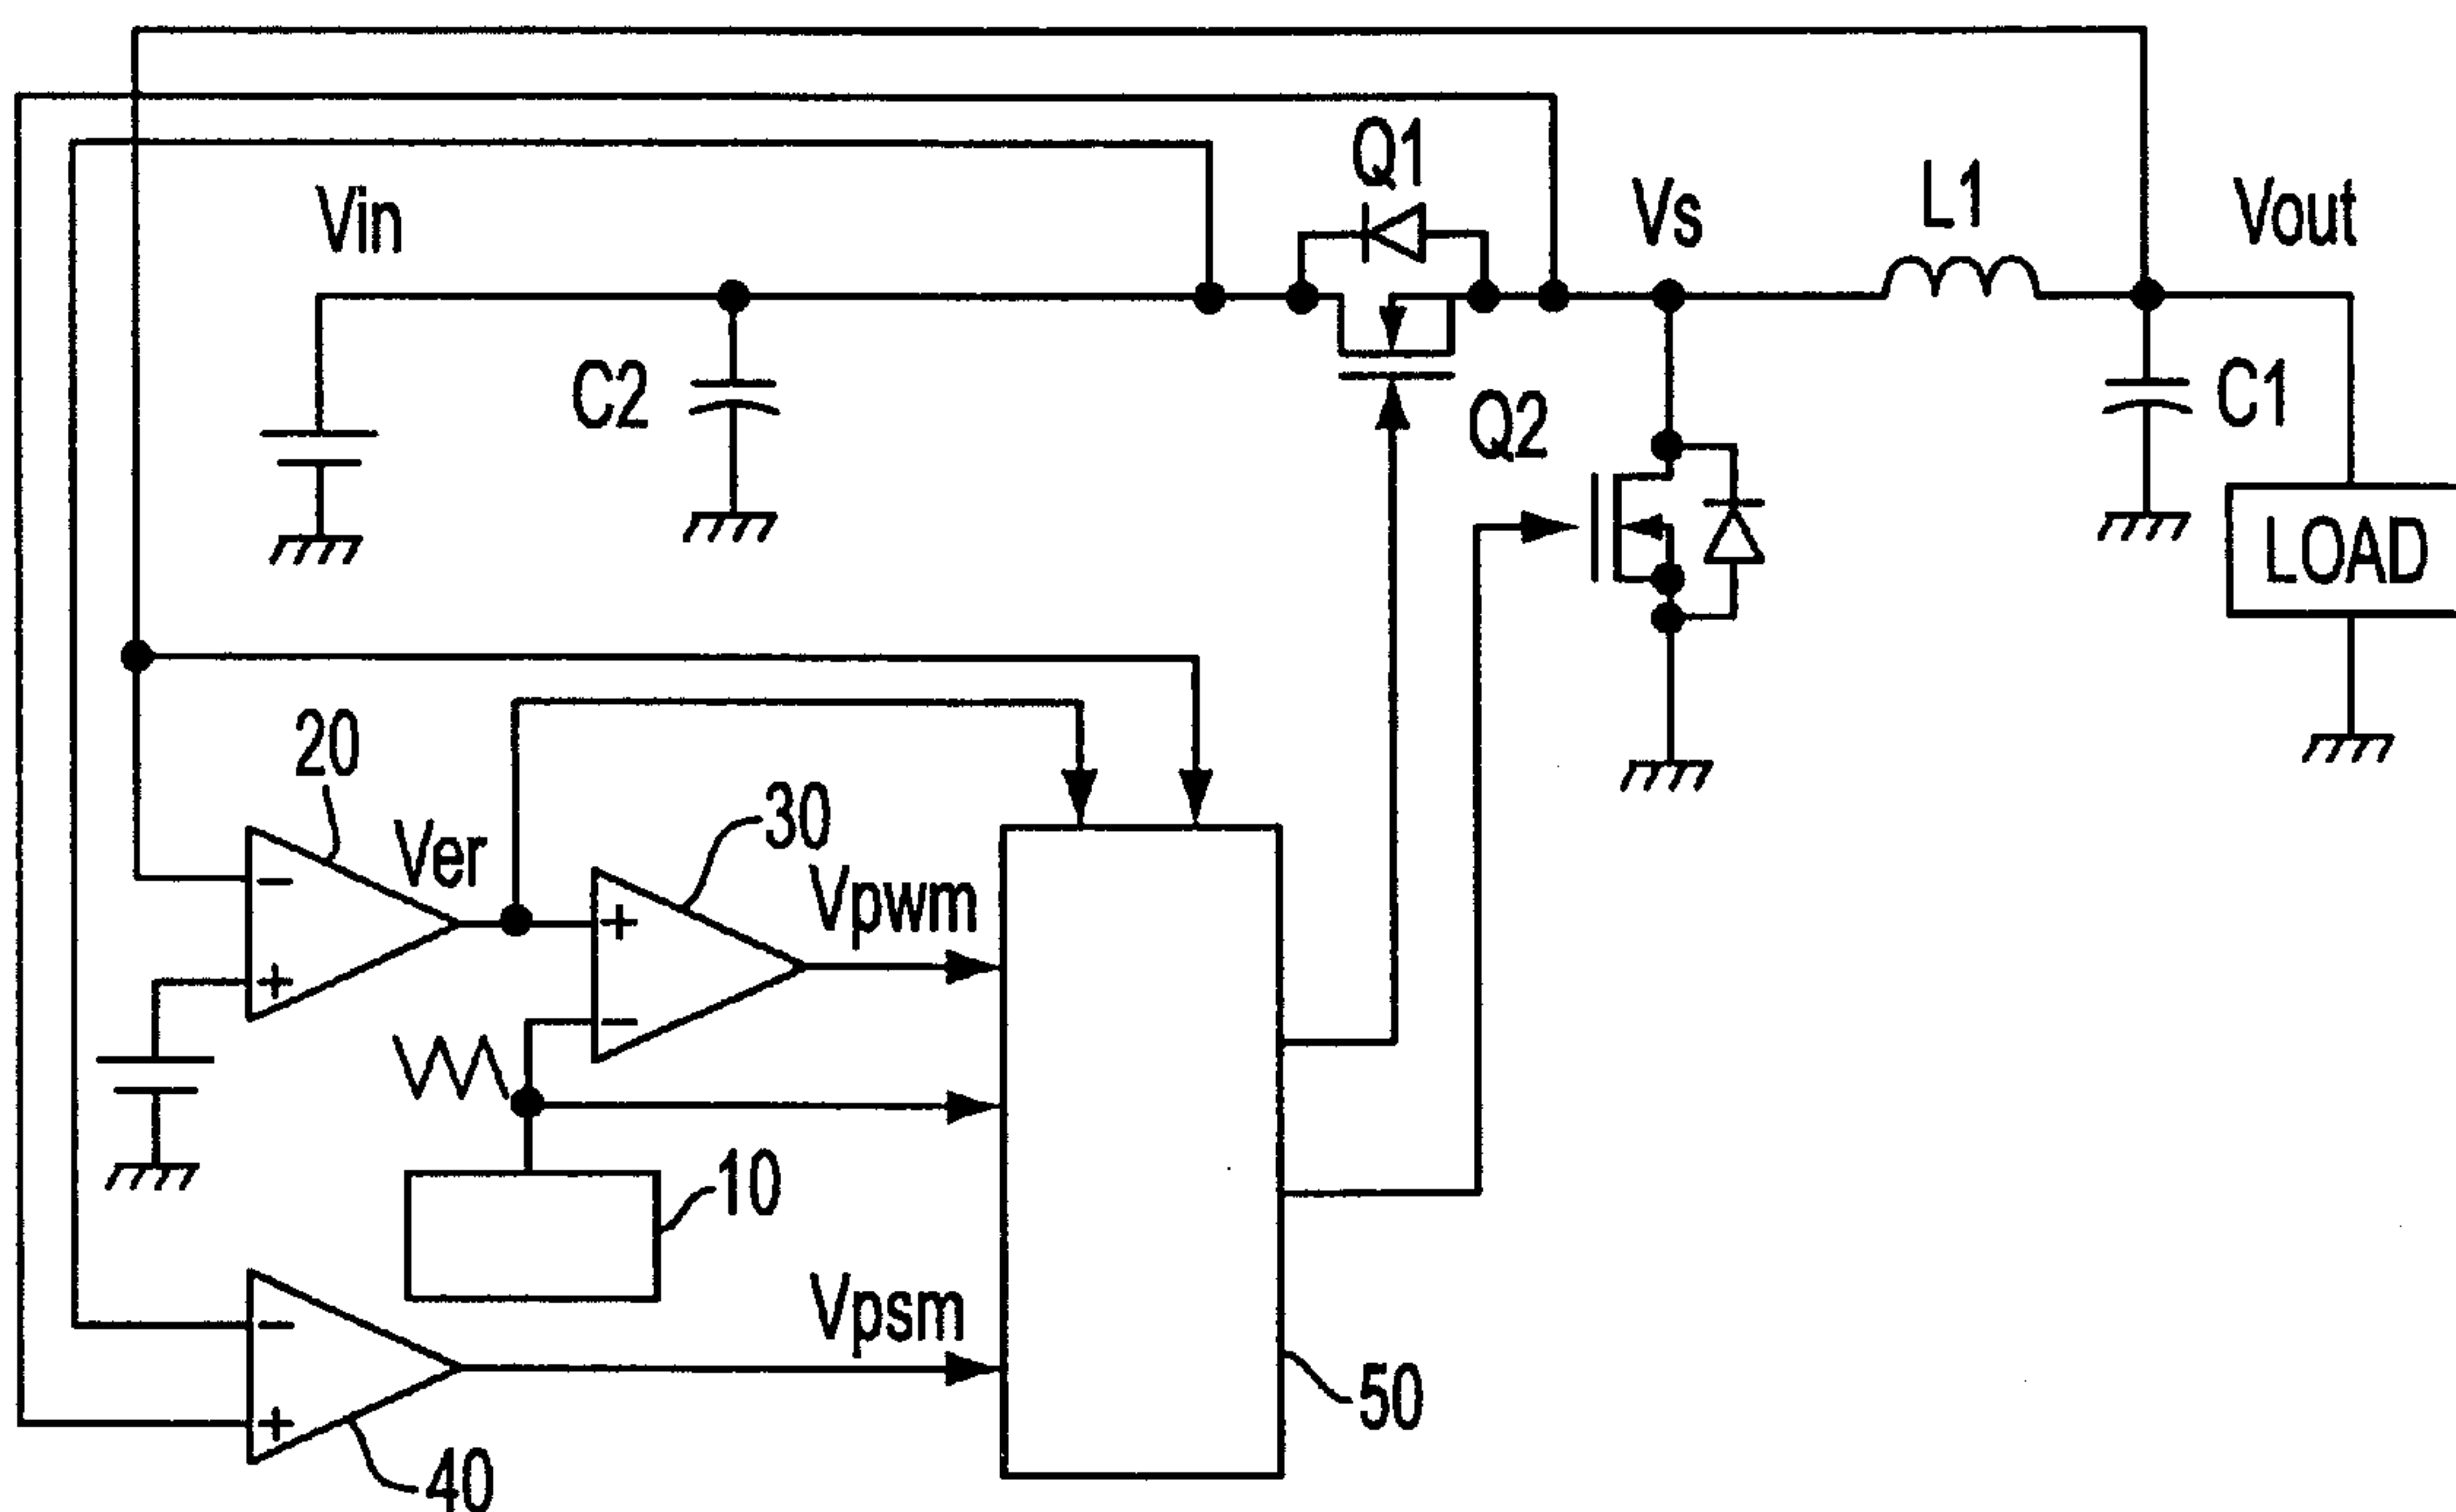 Q1
Vin
Vs
L1
Vout
C2
Q2
C1
LOAD
20
Ver
30
Vpwm
-
+
+
-
10
Vpsm
-
+
50
40